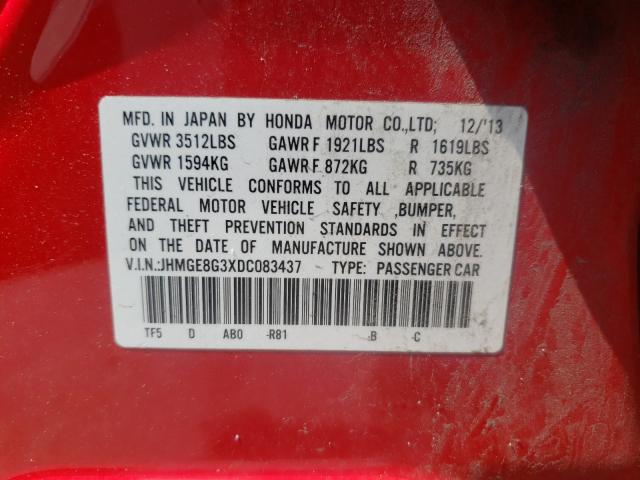 MFD. IN JAPAN BY HONDA MOTOR CO.,LTD; 12/'13
GVWR 3512LBS GAWR F 1921LBS R 1619LBS
GVWR 1594KG GAWR F 872KG R 735KG
THIS VEHICLE CONFORMS TO ALL APPLICABLE
FEDERAL MOTOR VEHICLE SAFETY ,BUMPER,
AND THEFT PREVENTION STANDARDS IN EFFECT
ON THE DATE OF MANUFACTURE SHOWN ABOVE.
V.I.N.:JHMGE8G3XDC083437 TYPE: PASSENGER CAR
TF5 D AB0 -R81 -B -C